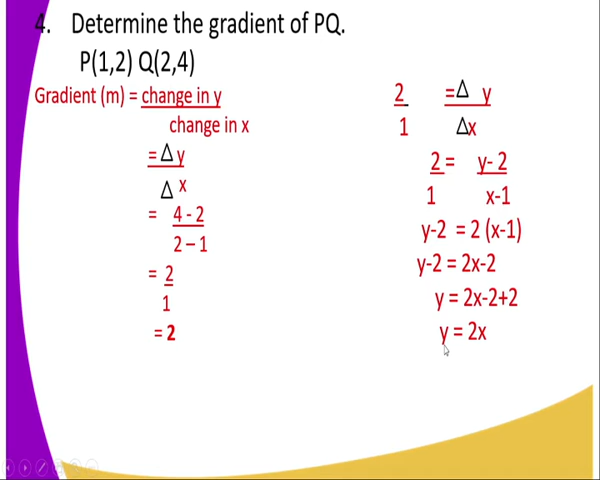 4. Determine the gradient of PQ.
P(1,2) Q(2,4)
Gradient (m) = change in y
change in x
= Δ y
Δ x
= 4 - 2
2 – 1
= 2
1
= 2
2 = Δ y
1 Δx
2 = y- 2
1 x-1
y-2 = 2 (x-1)
y-2 = 2x-2
y = 2x-2+2
y = 2x